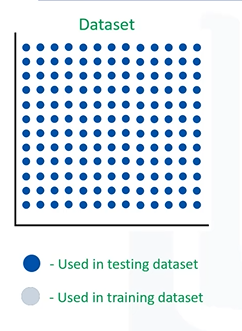 Dataset
- Used in testing dataset
- Used in training dataset